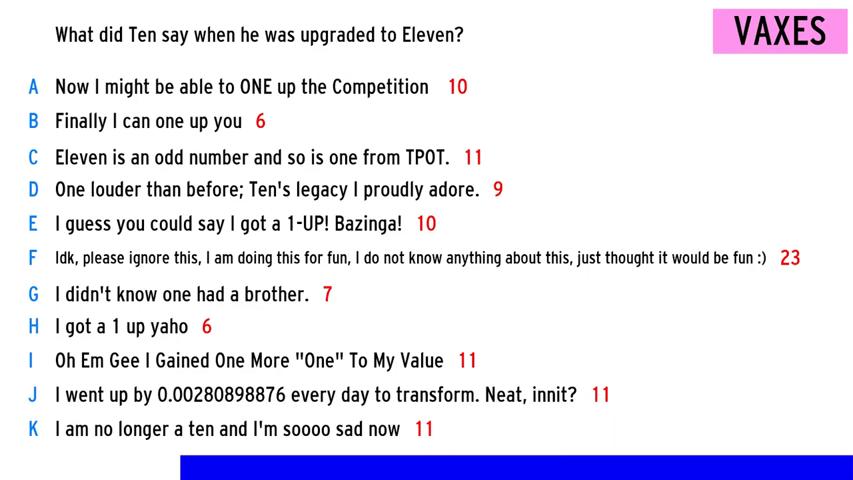 What did Ten say when he was upgraded to Eleven?
VAXES
A Now I might be able to ONE up the Competition 10
B Finally I can one up you 6
C Eleven is an odd number and so is one from TPOT. 11
D One louder than before; Ten's legacy I proudly adore. 9
E I guess you could say I got a 1-UP! Bazinga! 10
F Idk, please ignore this, I am doing this for fun, I do not know anything about this, just thought it would be fun :) 23
G I didn't know one had a brother. 7
H I got a 1 up yaho 6
I Oh Em Gee I Gained One More "One" To My Value 11
J I went up by 0.00280898876 every day to transform. Neat, innit? 11
K I am no longer a ten and I'm soooo sad now 11